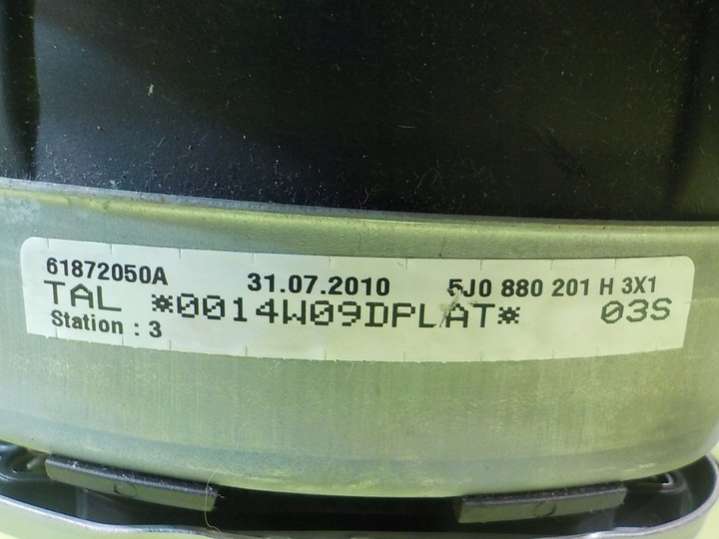 61872050A 31.07.2010 5J0 880 201 H 3X1
TAL *0014W09DPLAT* 03S
Station : 3